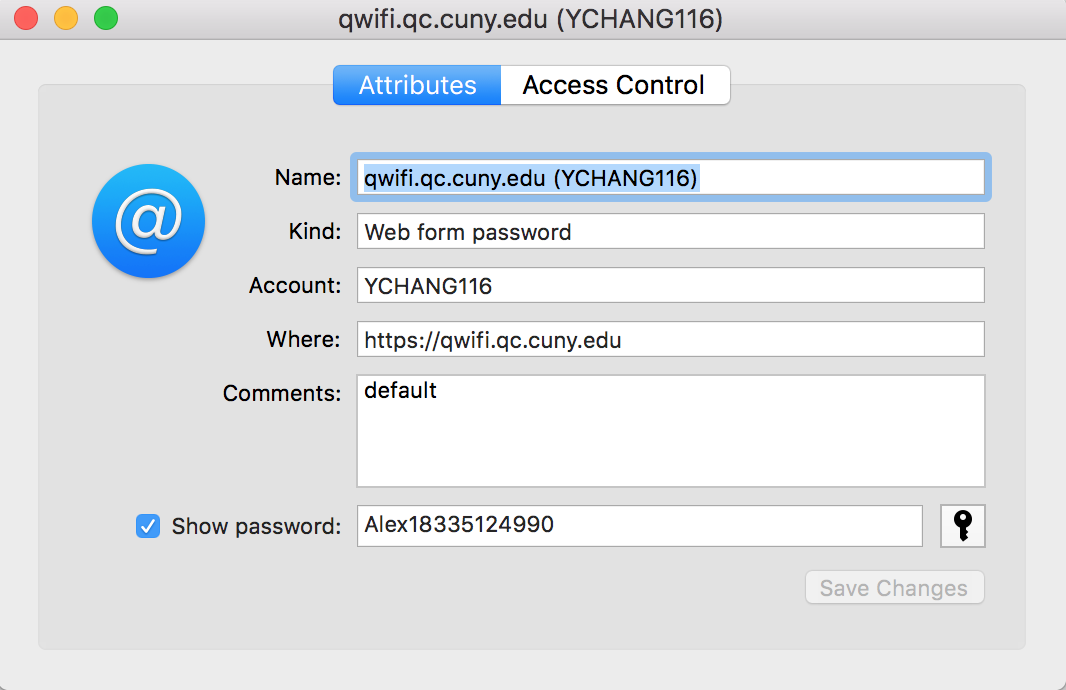 qwifi.qc.cuny.edu (YCHANG116)
Attributes Access Control
Name: qwifi.qc.cuny.edu (YCHANG116)
Kind: Web form password
Account: YCHANG116
Where: https://qwifi.qc.cuny.edu
Comments: default
Show password: Alex18335124990
Save Changes